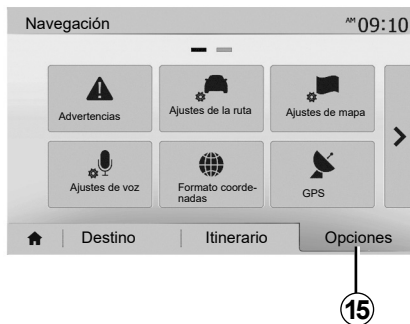 Navegación
AM 09:10
Advertencias
Ajustes de la ruta
Ajustes de mapa
Ajustes de voz
Formato coorde-
nadas
GPS
Destino
Itinerario
Opciones
15